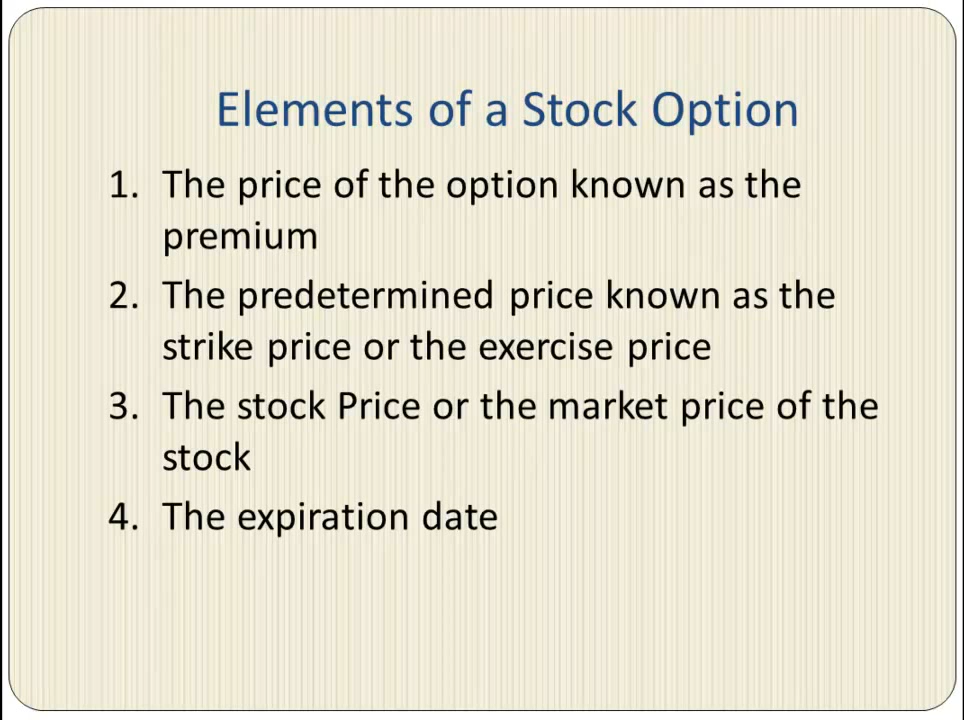 Elements of a Stock Option
1. The price of the option known as the
premium
2. The predetermined price known as the
strike price or the exercise price
3. The stock Price or the market price of the
stock
4. The expiration date